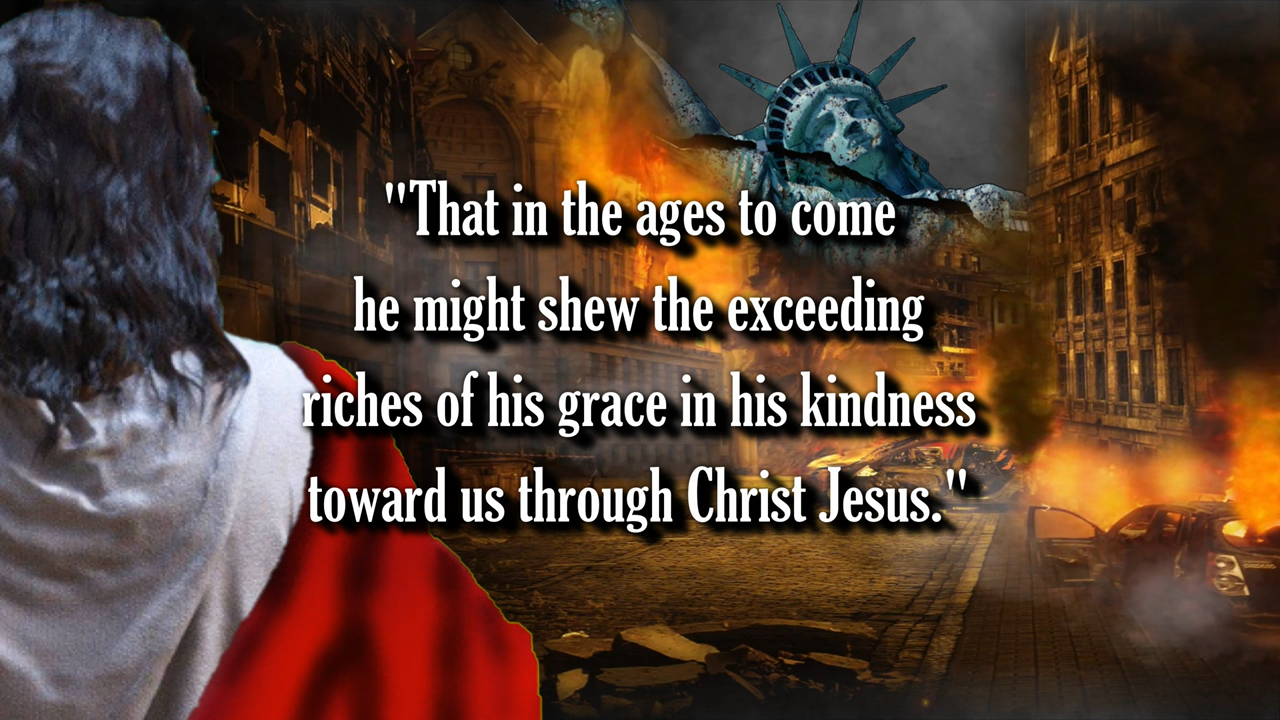 "That in the ages to come
he might shew the exceeding
riches of his grace in his kindness
toward us through Christ Jesus."